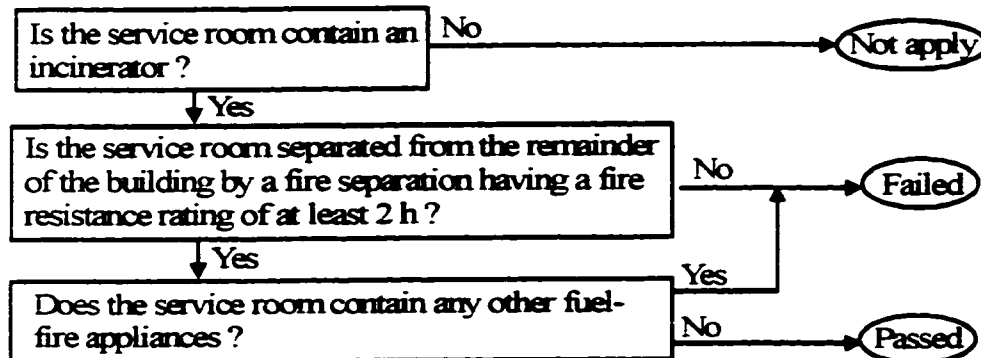 Is the service room contain an
incinerator ?
No
Not apply
Yes
Is the service room separated from the remainder
of the building by a fire separation having a fire
resistance rating of at least 2 h ?
No
Failed
Yes
Does the service room contain any other fuel-
fire appliances ?
Yes
No
Passed